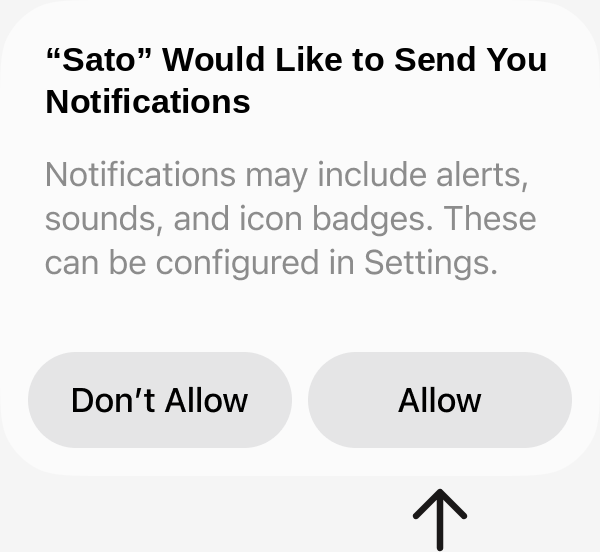 “Sato” Would Like to Send You
Notifications
Notifications may include alerts,
sounds, and icon badges. These
can be configured in Settings.
Don’t Allow
Allow